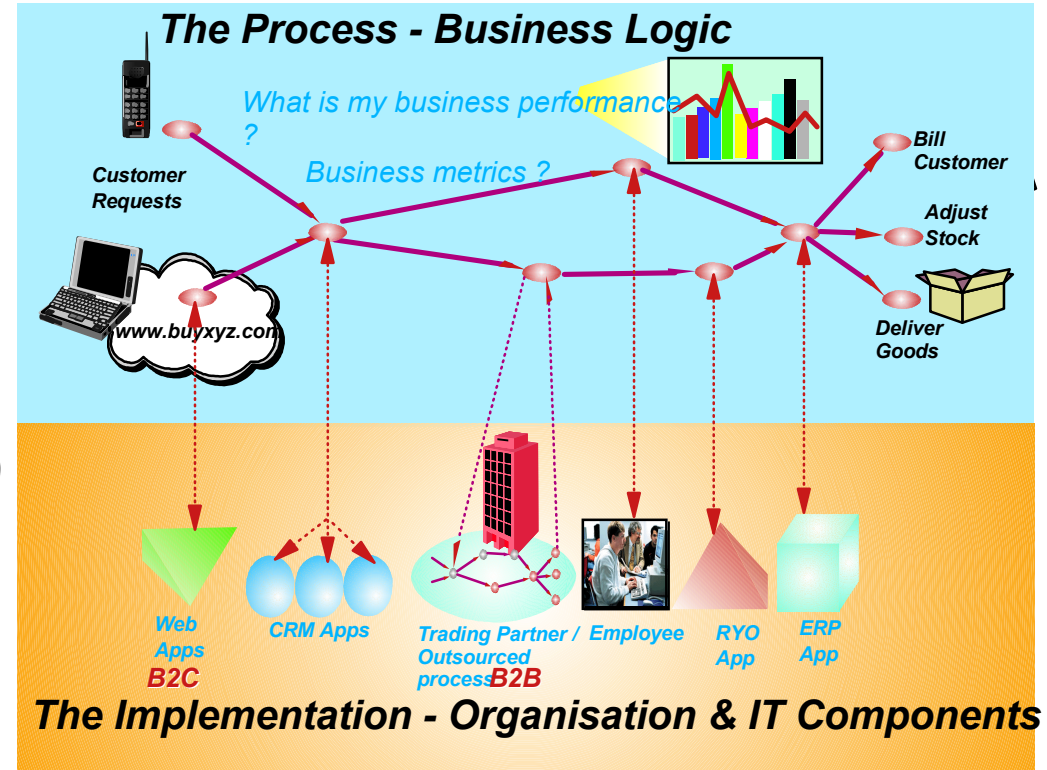 The Process - Business Logic
What is my business performance
?
Business metrics ?
Customer
Requests
www.buyxyz.com
Bill
Customer
Adjust
Stock
Deliver
Goods
Web
Apps
B2C
CRM Apps
Trading Partner /
Outsourced
process B2B
Employee
RYO
App
ERP
App
The Implementation - Organisation & IT Components